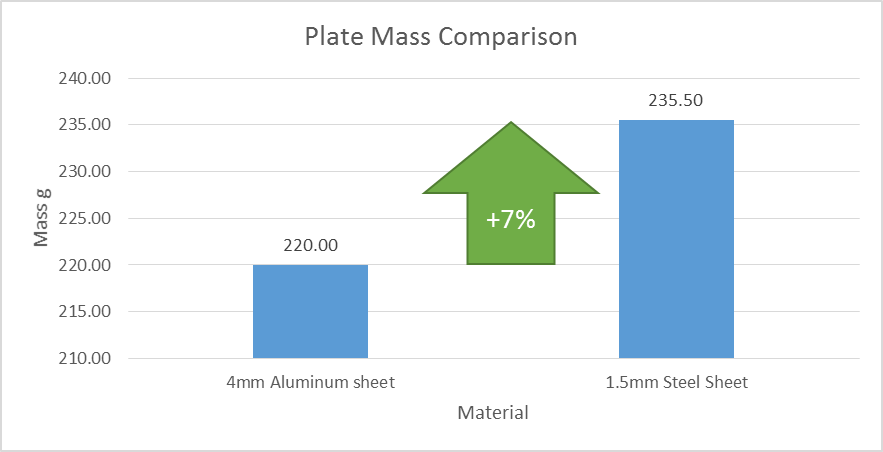 Plate Mass Comparison
240.00
235.00
230.00
225.00
220.00
215.00
210.00
Mass g
220.00
+7%
235.50
4mm Aluminum sheet
1.5mm Steel Sheet
Material